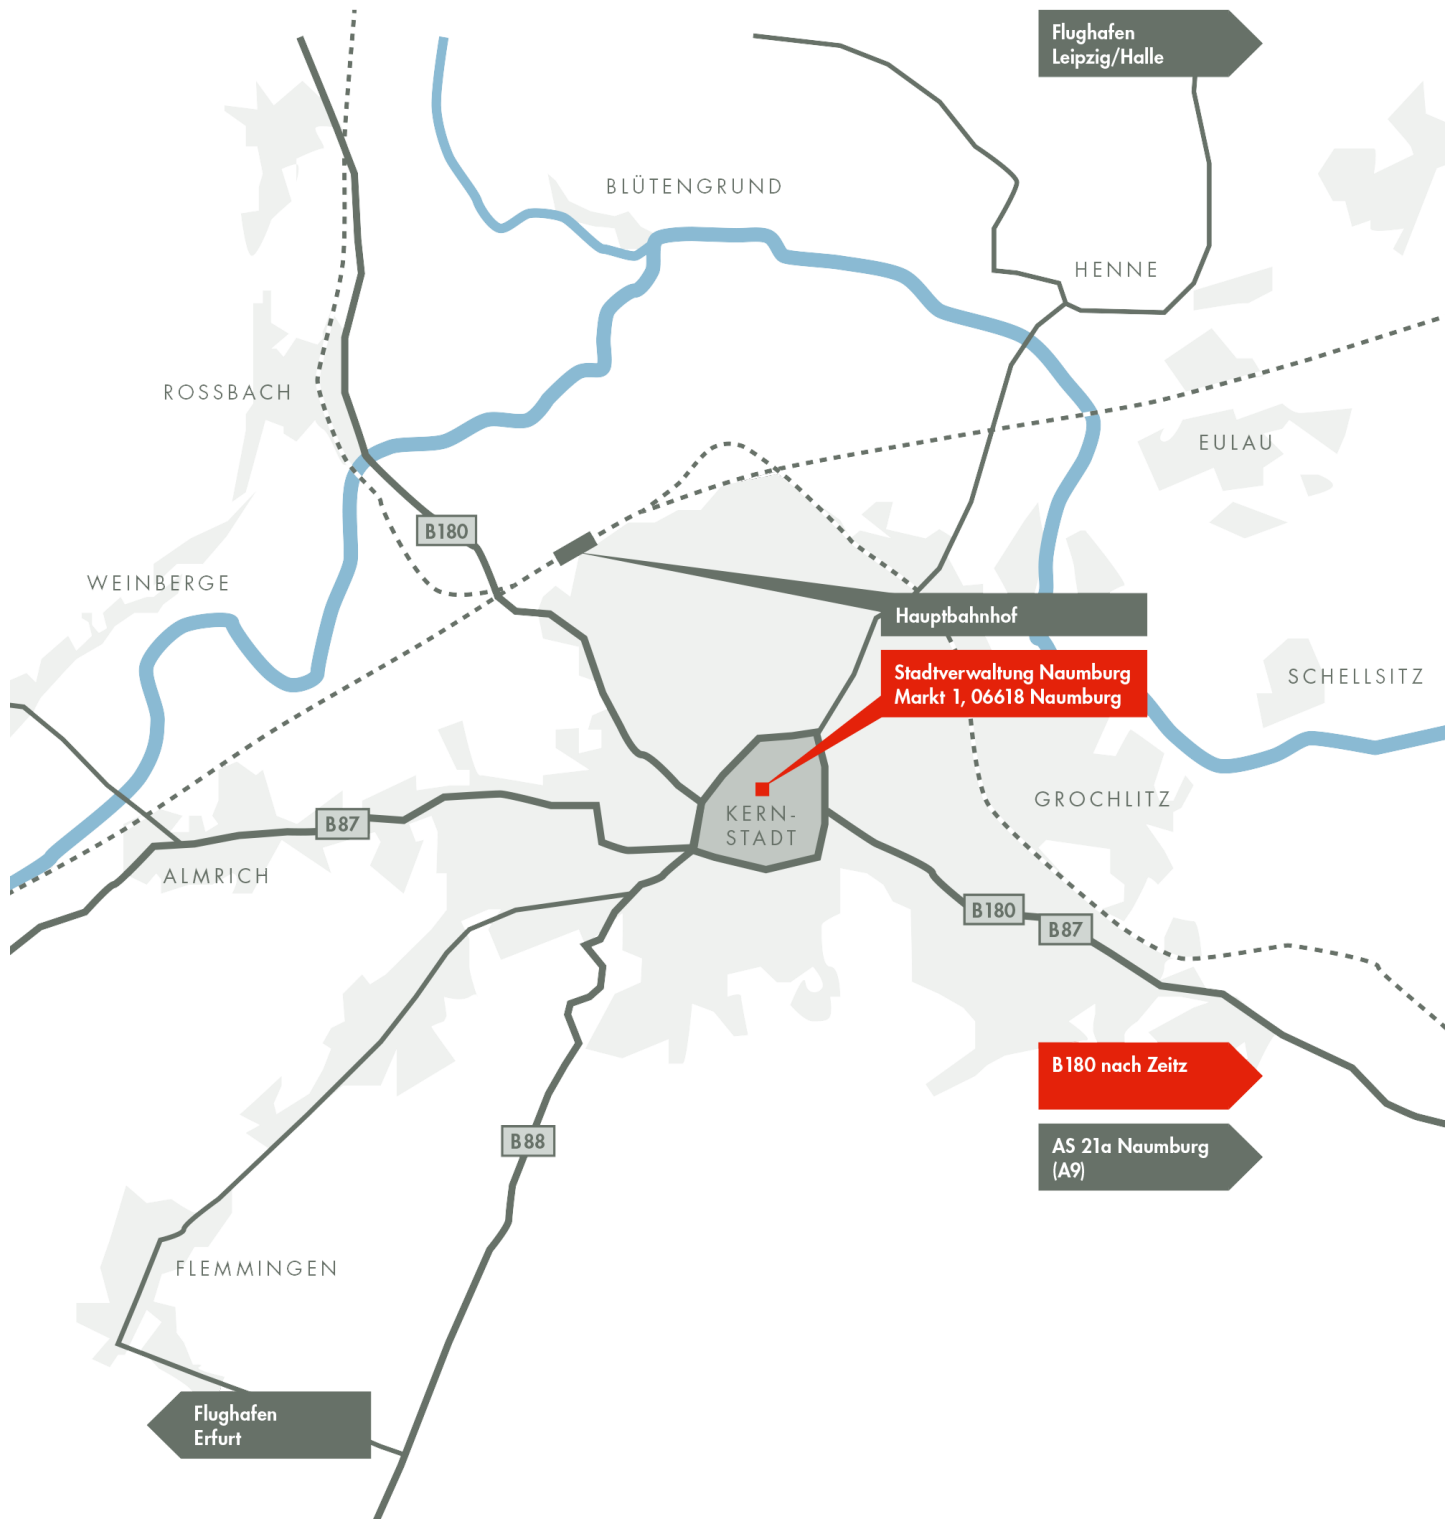 Flughafen
Leipzig/Halle
BLÜTENGRUND
HENNE
ROSSBACH
EULAU
B180
WEINBERGE
Hauptbahnhof
Stadtverwaltung Naumburg
Markt 1, 06618 Naumburg
SCHELLSITZ
GROCHLITZ
KERN-
STADT
B87
ALMRICH
B180
B87
B180 nach Zeitz
B88
AS 21a Naumburg
(A9)
FLEMMINGEN
Flughafen
Erfurt